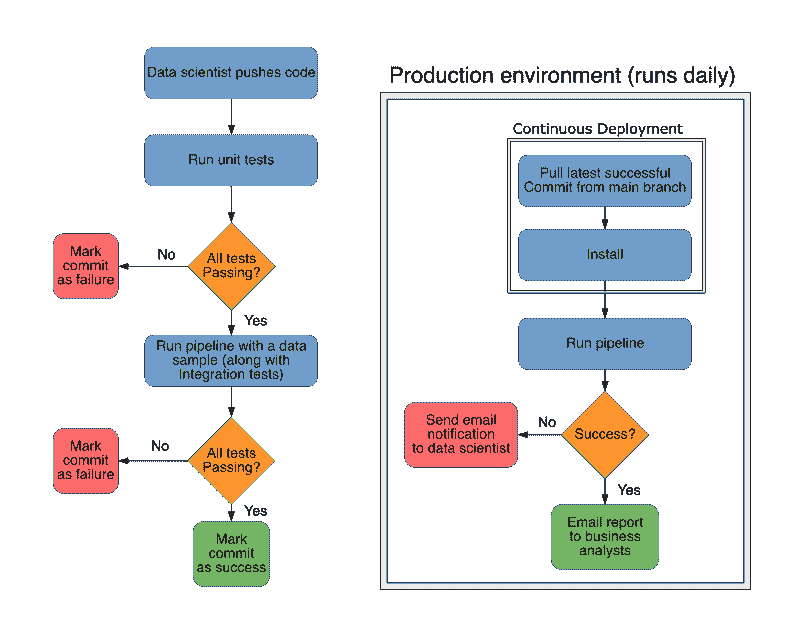 Data scientist pushes code
Run unit tests
All tests
Passing?
No
Mark
commit
as failure
Yes
Run pipeline with a data
sample (along with
Integration tests)
All tests
Passing?
No
Mark
commit
as failure
Yes
Mark
commit
as success
Production environment (runs daily)
Continuous Deployment
Pull latest successful
Commit from main branch
Install
Run pipeline
Success?
No
Send email
notification
to data scientist
Yes
Email report
to business
analysts